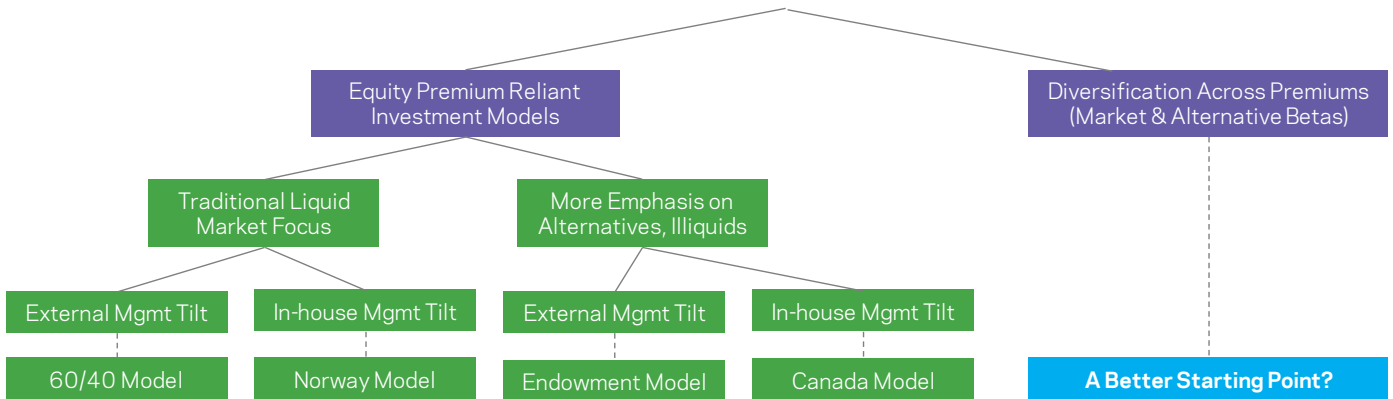 Equity Premium Reliant
Investment Models
Diversification Across Premiums
(Market & Alternative Betas)
Traditional Liquid
Market Focus
More Emphasis on
Alternatives, Illiquids
External Mgmt Tilt
In-house Mgmt Tilt
External Mgmt Tilt
In-house Mgmt Tilt
60/40 Model
Norway Model
Endowment Model
Canada Model
A Better Starting Point?